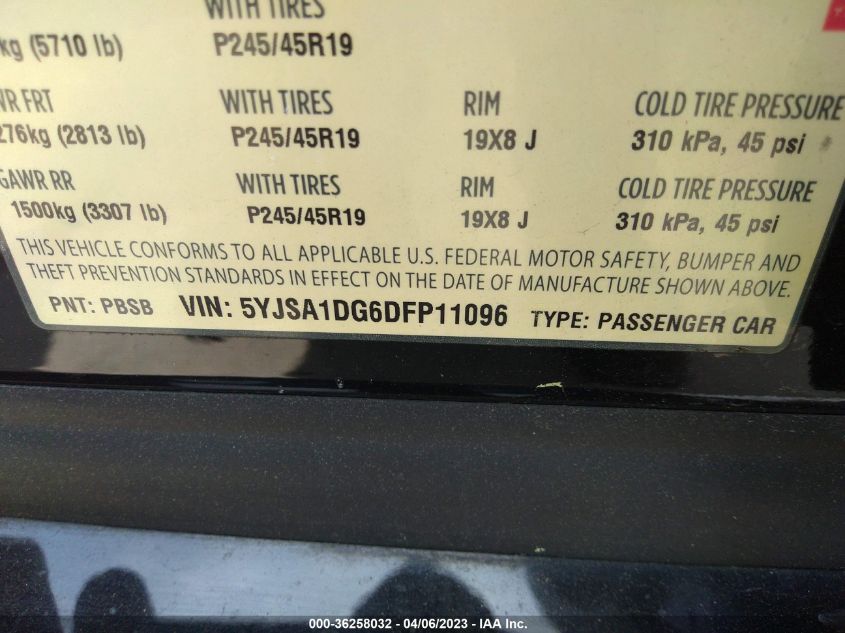 WITH TIRES
kg (5710 lb) P245/45R19
WR FRT WITH TIRES RIM COLD TIRE PRESSURE
276kg (2813 lb) P245/45R19 19X8 J 310 kPa, 45 psi
GAWR RR WITH TIRES RIM COLD TIRE PRESSURE
1500kg (3307 lb) P245/45R19 19X8 J 310 kPa, 45 psi
THIS VEHICLE CONFORMS TO ALL APPLICABLE U.S. FEDERAL MOTOR SAFETY, BUMPER AND
THEFT PREVENTION STANDARDS IN EFFECT ON THE DATE OF MANUFACTURE SHOWN ABOVE.
PNT: PBSB VIN: 5YJSA1DG6DFP11096 TYPE: PASSENGER CAR
000-36258032 - 04/06/2023 - IAA Inc.